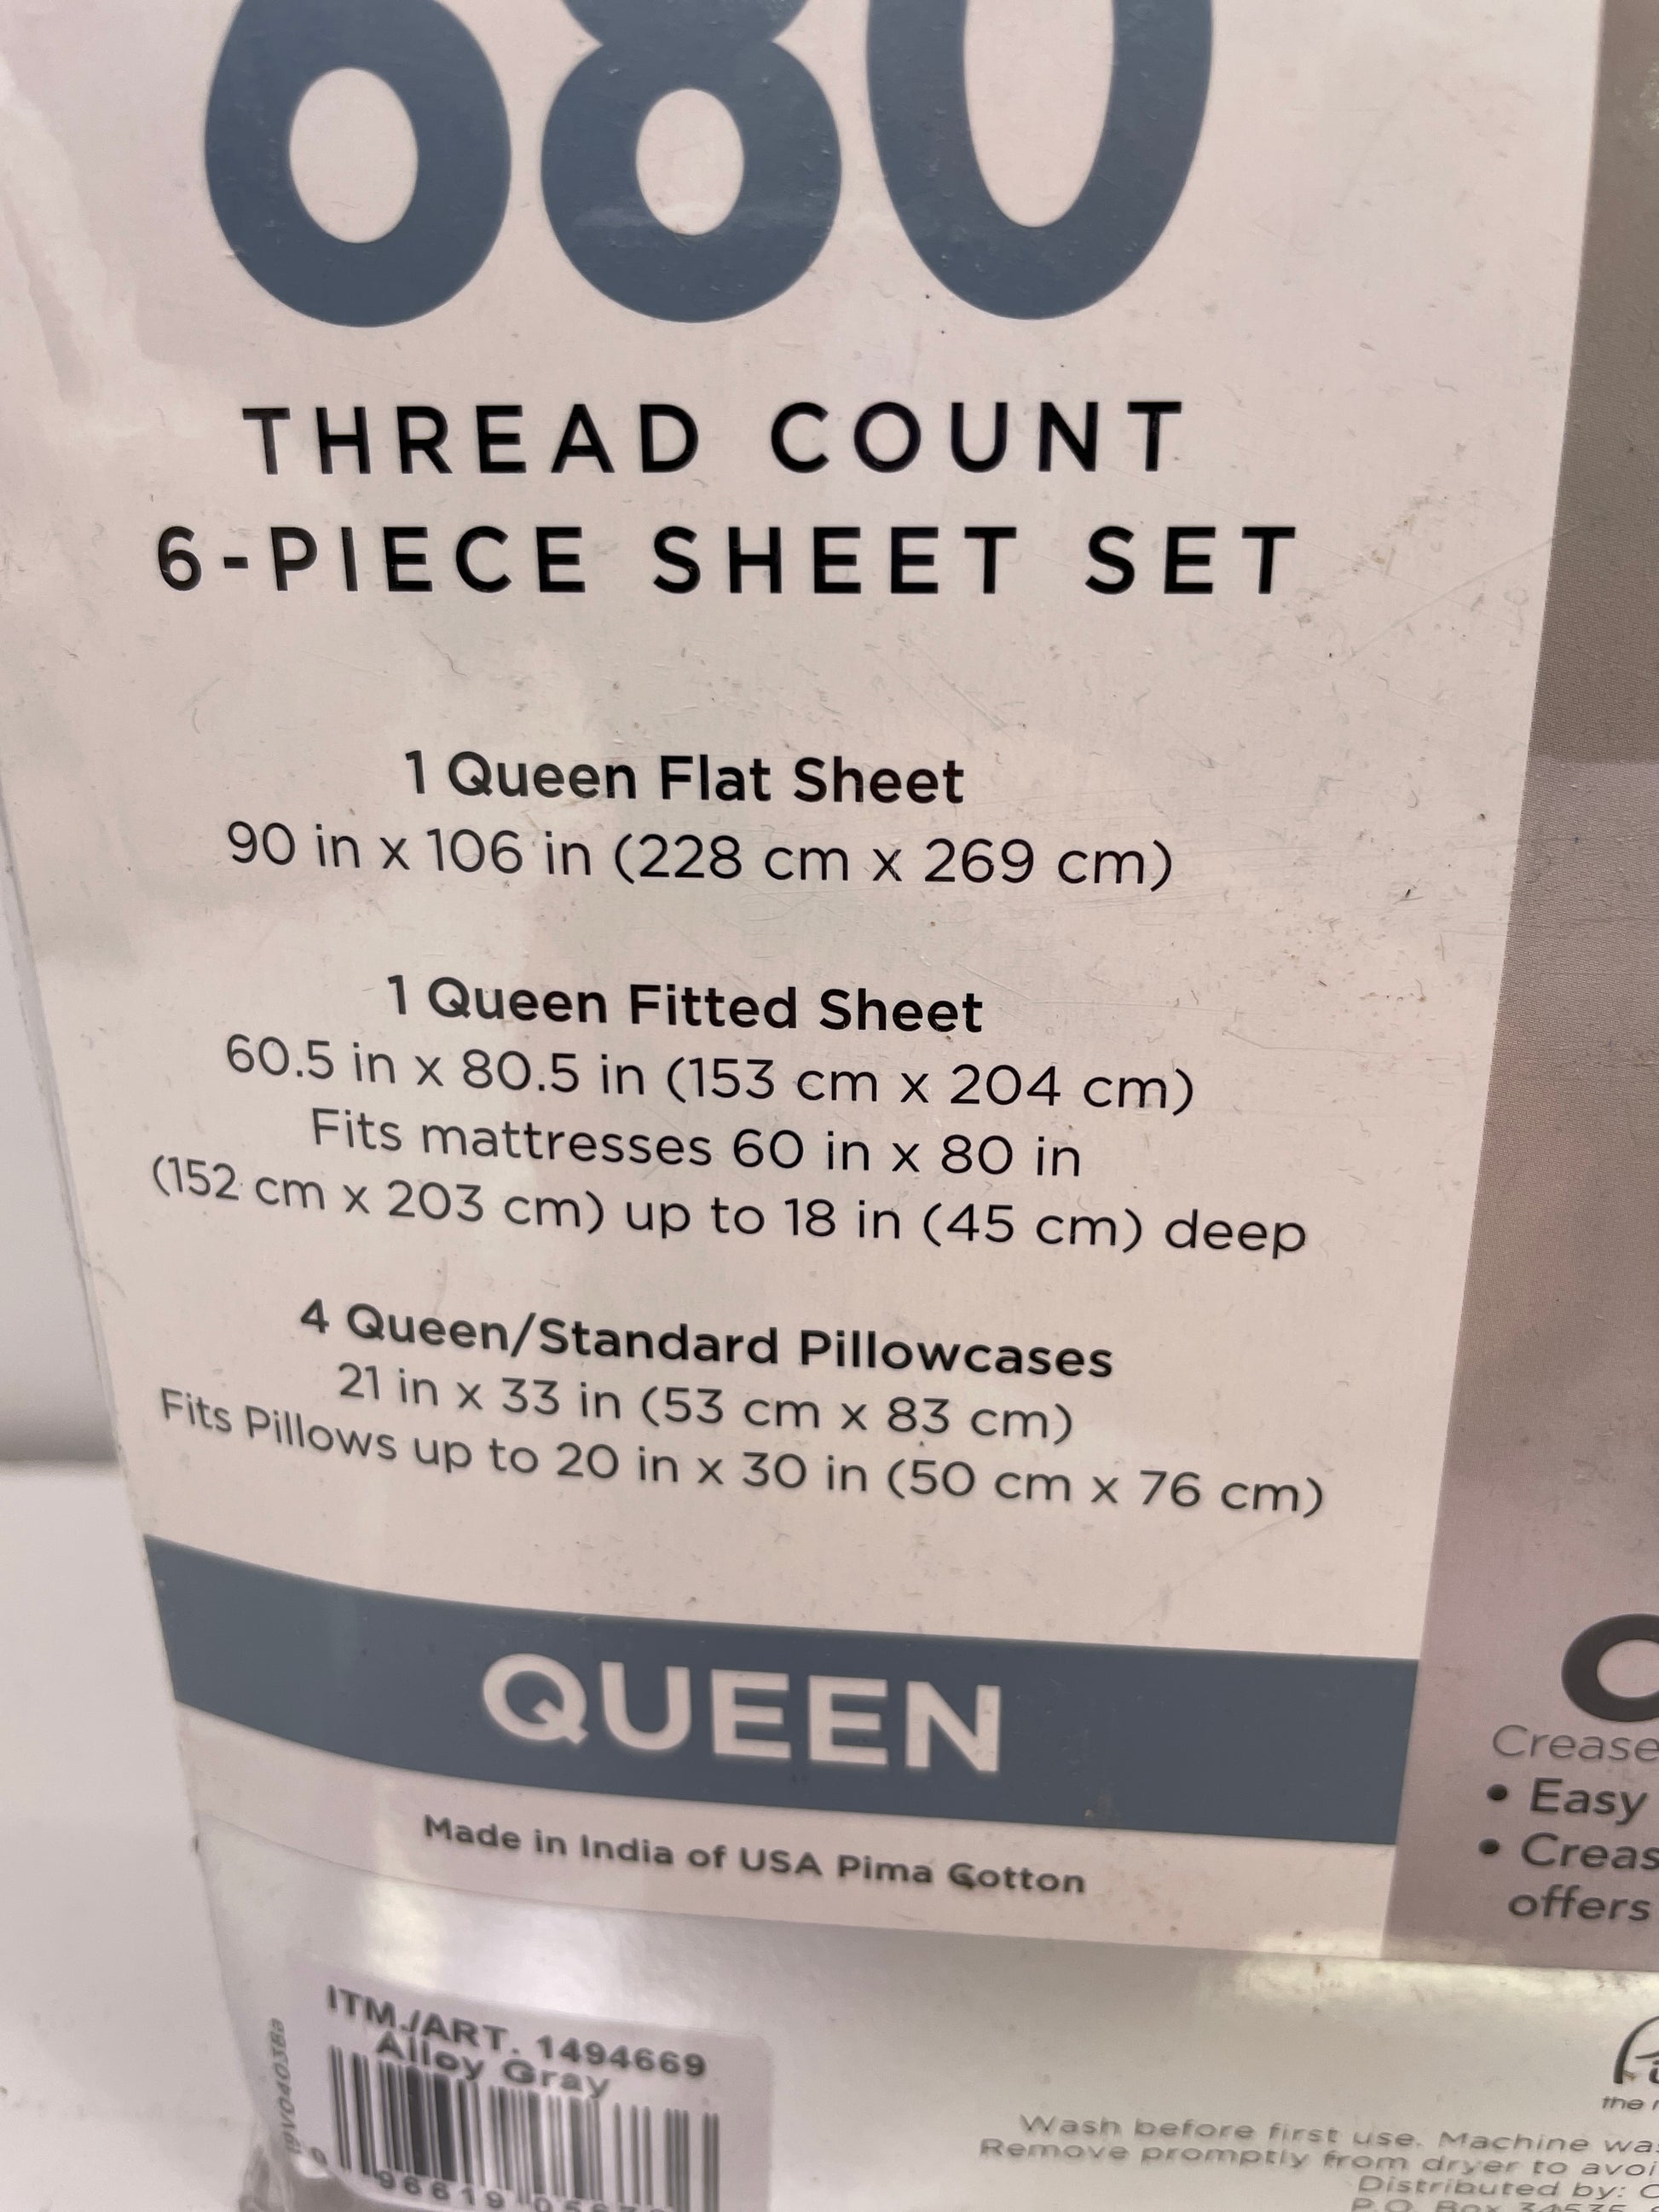 680
THREAD COUNT
6-PIECE SHEET SET
1 Queen Flat Sheet
90 in x 106 in (228 cm x 269 cm)
1 Queen Fitted Sheet
60.5 in x 80.5 in (153 cm x 204 cm)
Fits mattresses 60 in x 80 in
(152 cm x 203 cm) up to 18 in (45 cm) deep
4 Queen/Standard Pillowcases
21 in x 33 in (53 cm x 83 cm)
Fits Pillows up to 20 in x 30 in (50 cm x 76 cm)
QUEEN
Made in India of USA Pima Cotton
Crease
• Easy
• Creas
offers
ITM./ART. 1494669
Alloy Gray
the
Wash before first use. Machine
Remove promptly from dryer to
Distributed by:
P.O. Box